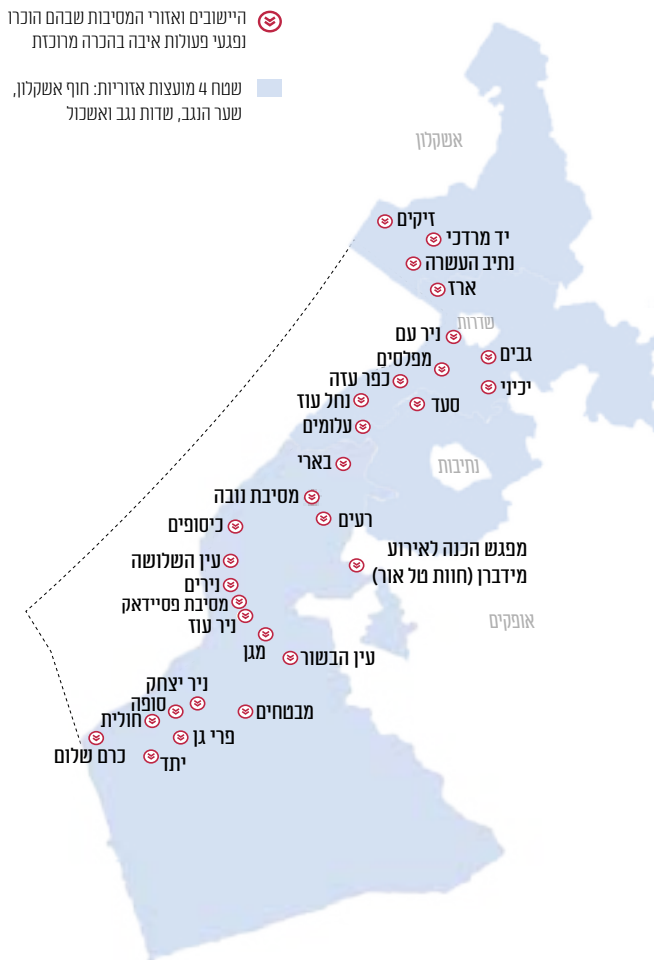 היישובים ואזורי המסיבות שבהם הוכרו
נפגעי פעולות איבה בהכרה מרוכזת
שטח 4 מועצות אזוריות: חוף אשקלון,
שער הנגב, שדות נגב ואשכול
אשקלון
זיקים
יד מרדכי
נתיב העשרה
ארז
שדרות
ניר עם
גבים
מפלסים
כפר עזה
יכיני
נחל עוז
סעד
עלומים
בארי
נתיבות
מסיבת נובה
רעים
כיסופים
מפגש הכנה לאירוע
מידברן (חוות טל אור)
עין השלושה
נירים
מסיבת פסיידאק
ניר עוז
אופקים
מגן
עין הבשור
ניר יצחק
סופה
מבטחים
חולית
פרי גן
כרם שלום
יתד